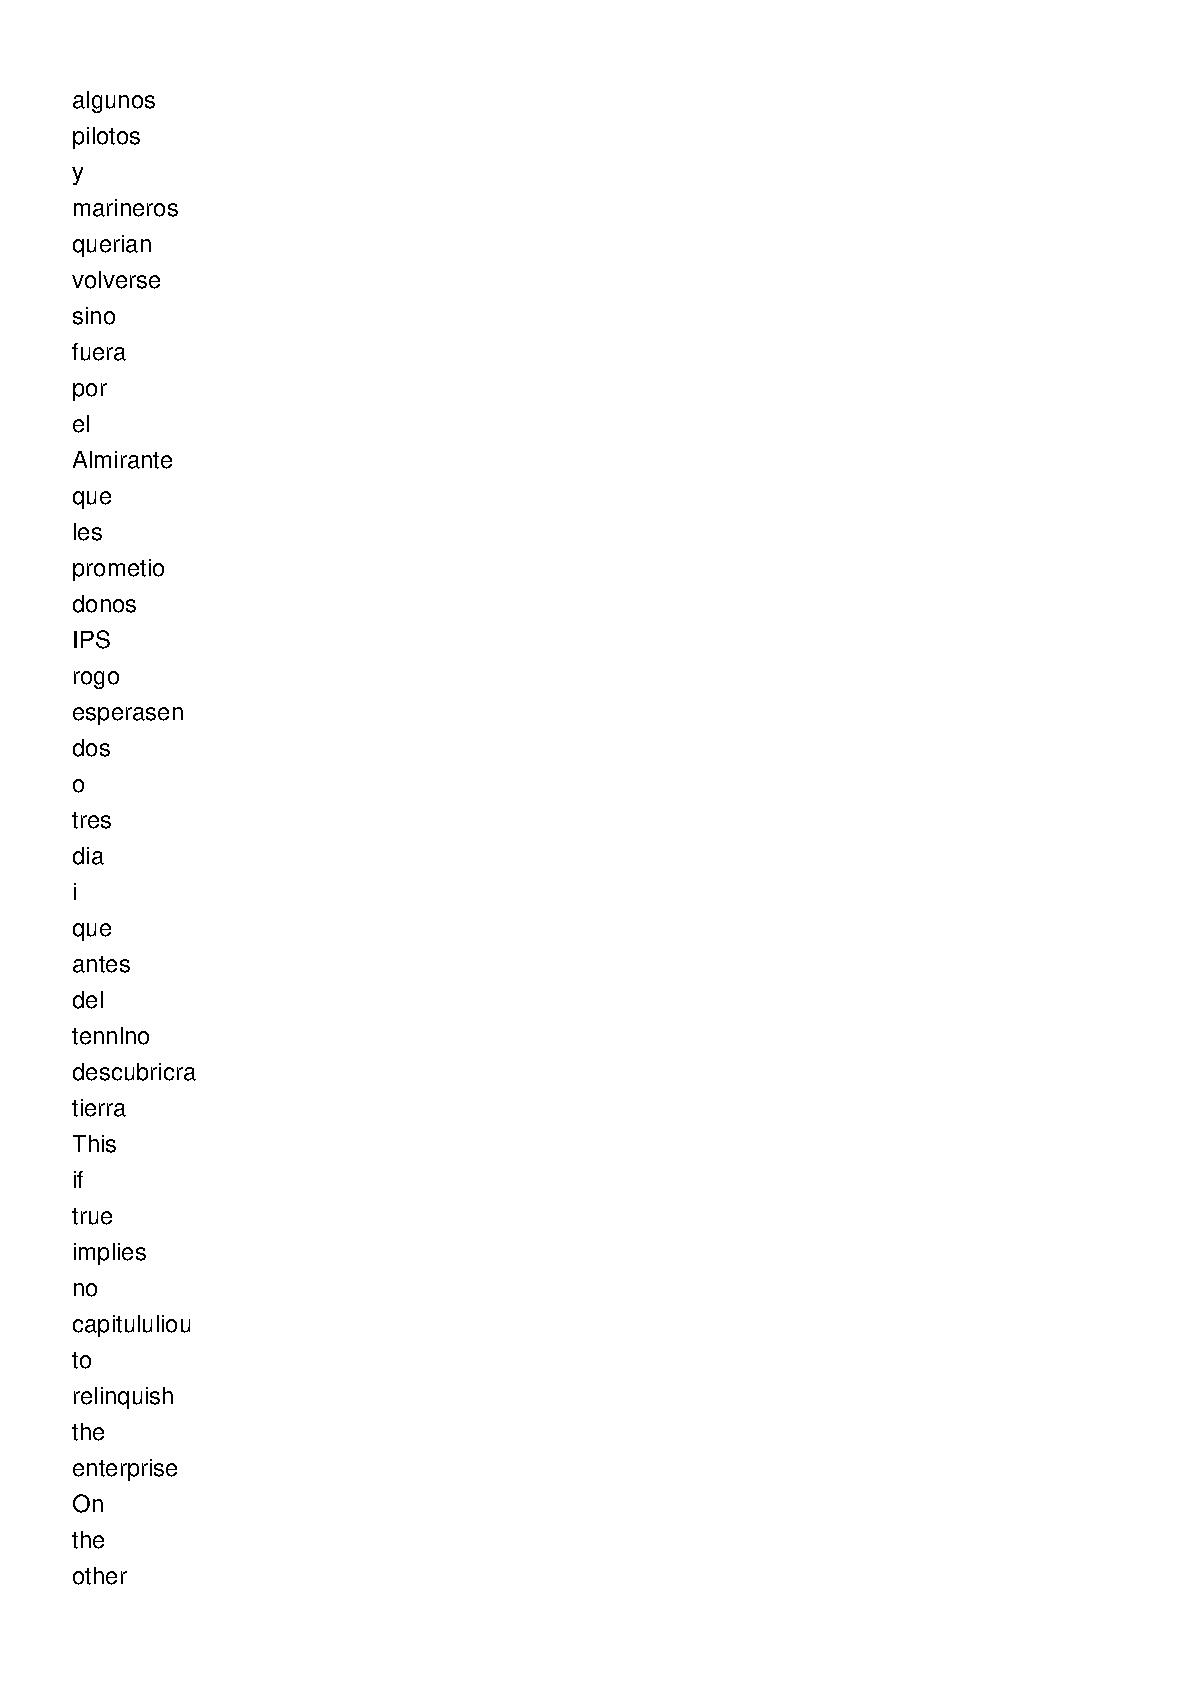 algunos
pilotos
y
marineros
querian
volverse
sino
fuera
por
el
Almirante
que
les
prometio
donos
IPS
rogo
esperasen
dos
o
tres
dia
i
que
antes
del
tennlno
descubricra
tierra
This
if
true
implies
no
capitululiou
to
relinquish
the
enterprise
On
the
other